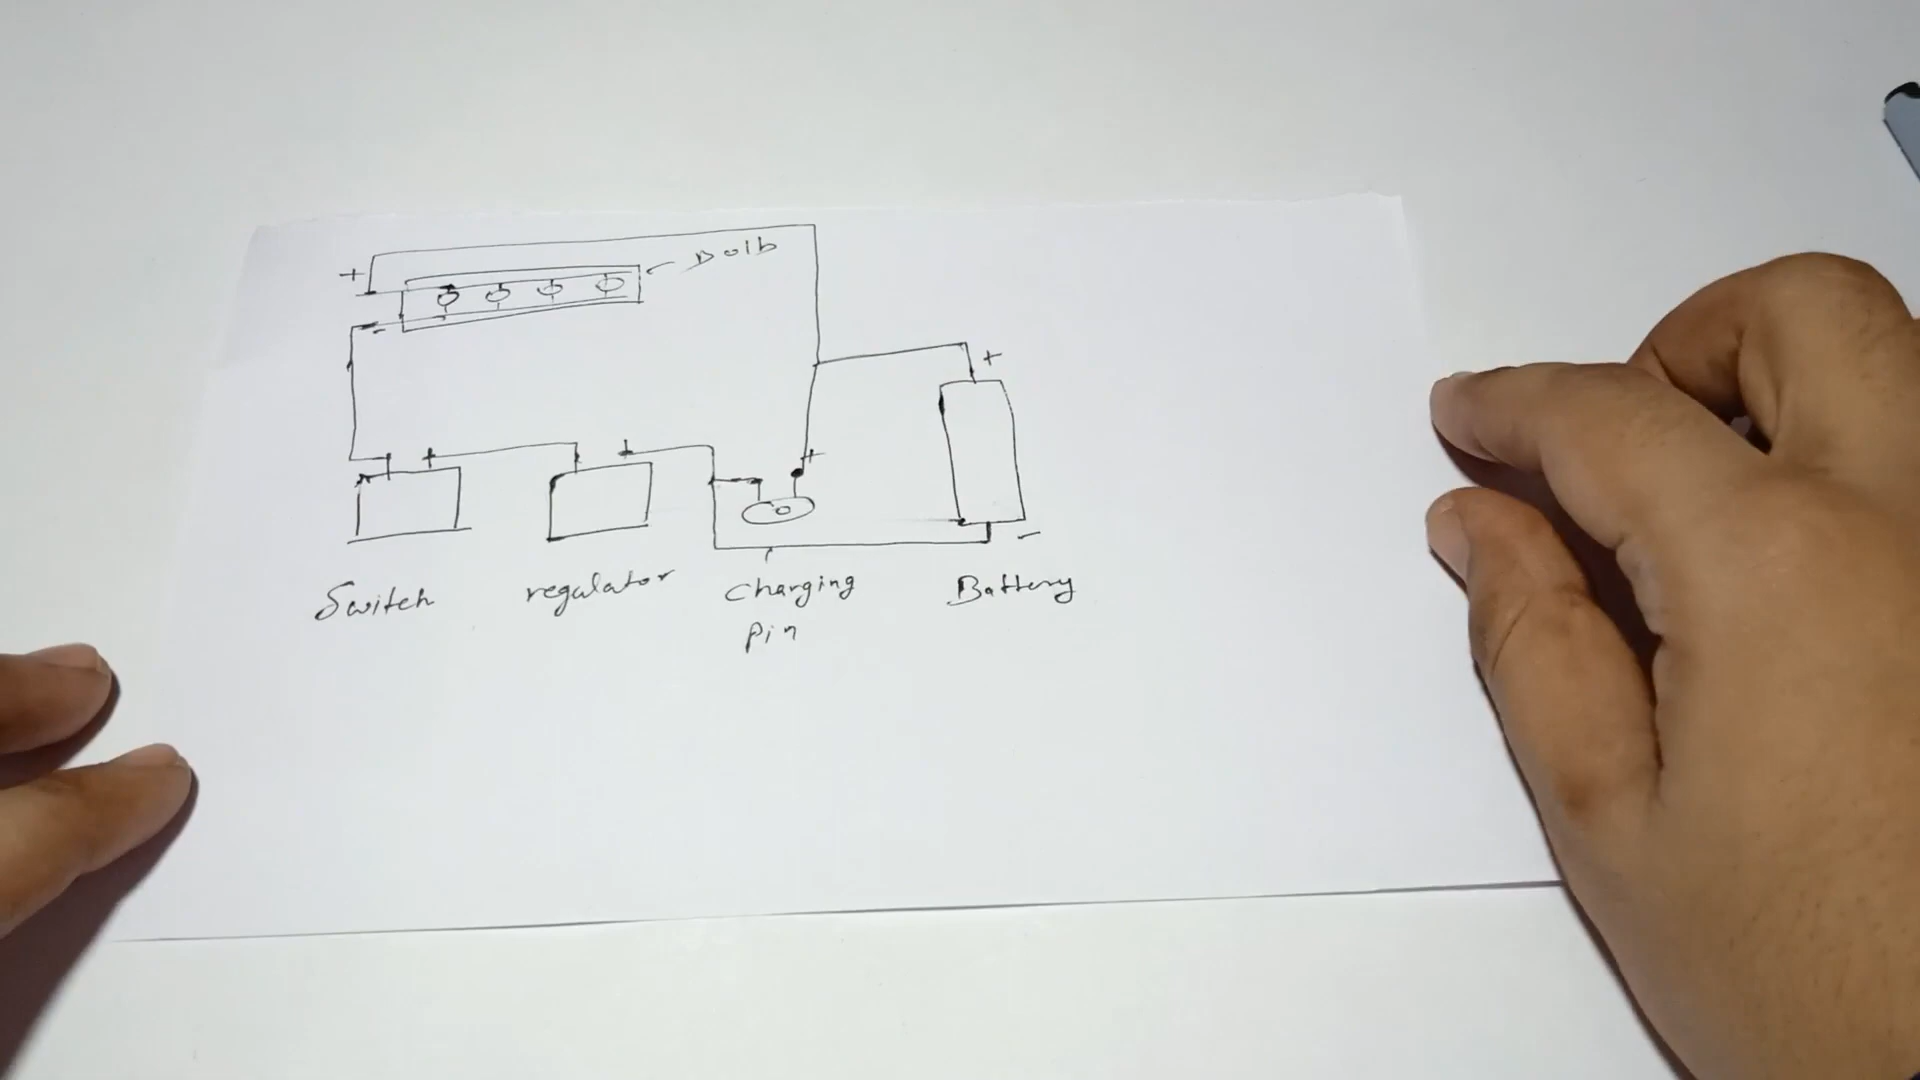 +
Bolb
-
+
+
Switch
regulator
Charging
Pin
Battery
-